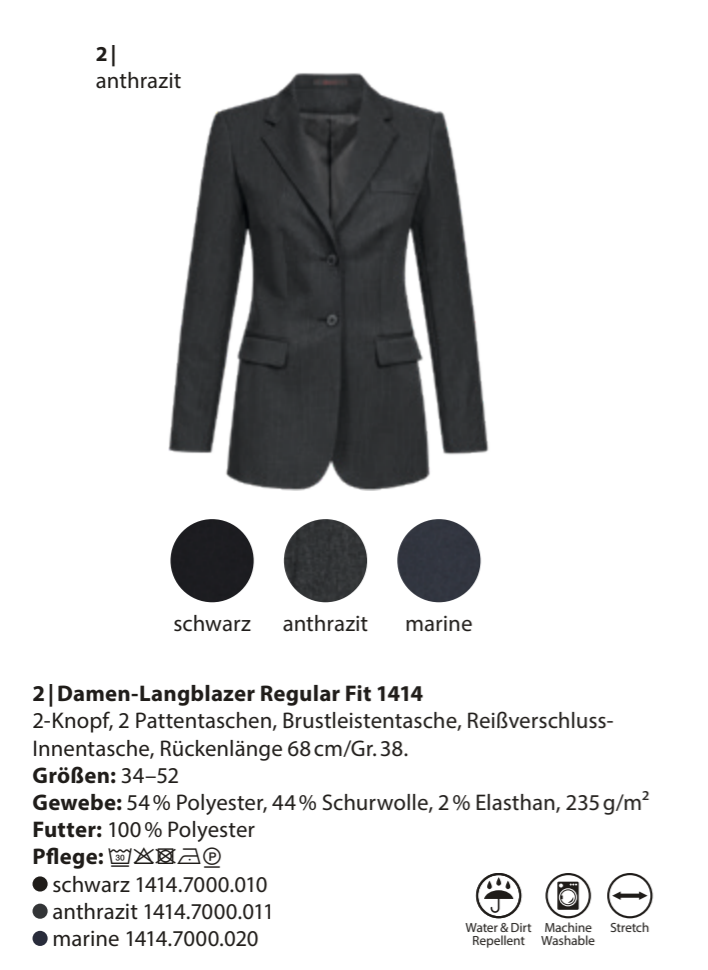 2|
anthrazit
schwarz anthrazit marine
2|Damen-Langblazer Regular Fit 1414
2-Knopf, 2 Pattentaschen, Brustleistentasche, Reißverschluss-
Innentasche, Rückenlänge 68 cm/Gr. 38.
Größen: 34–52
Gewebe: 54 % Polyester, 44 % Schurwolle, 2 % Elasthan, 235 g/m²
Futter: 100 % Polyester
Pflege: 30 P
schwarz 1414.7000.010
anthrazit 1414.7000.011
marine 1414.7000.020
Water & Dirt
Repellent
Machine
Washable
Stretch